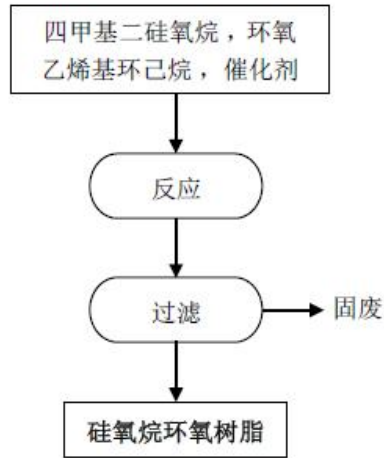 四甲基二硅氧烷，环氧
乙烯基环己烷，催化剂
反应
过滤
固废
硅氧烷环氧树脂